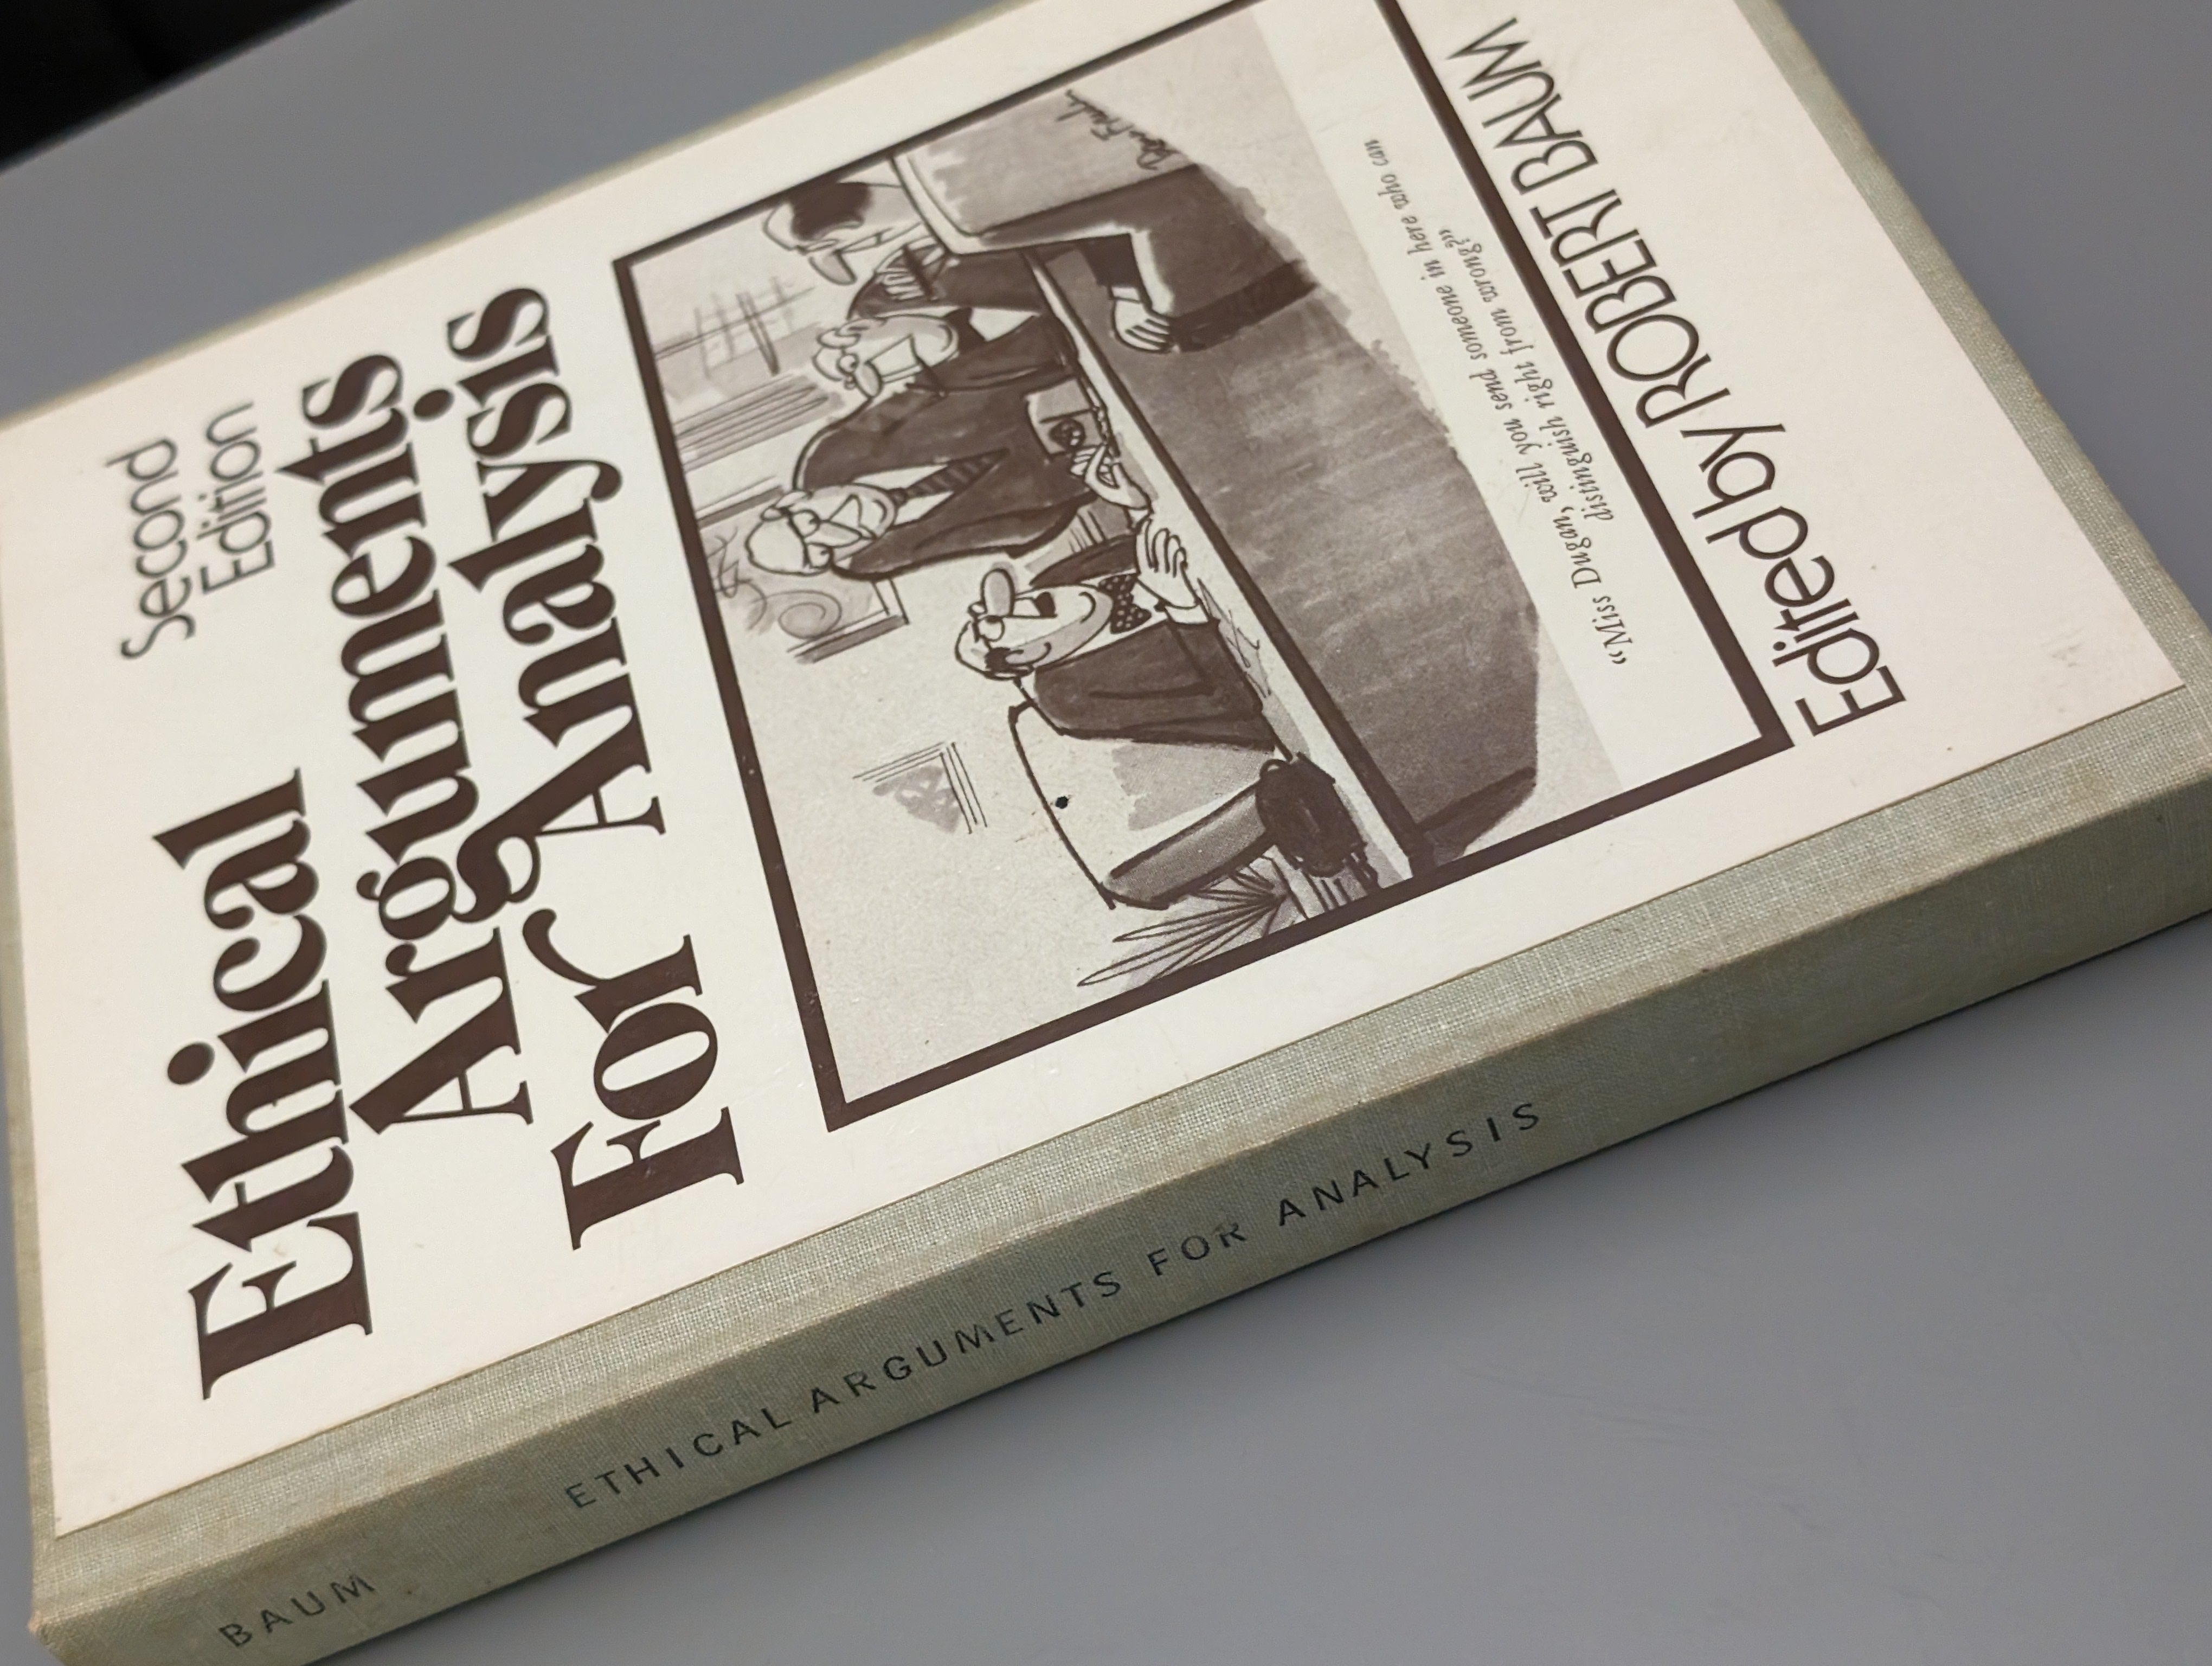 Second
Edition
Ethical
Arguments
For Analysis
"Miss Dugan, will you send someone in here who can
distinguish right from wrong?"
Edited by ROBERT BAUM
BAUM
ETHICAL ARGUMENTS FOR ANALYSIS